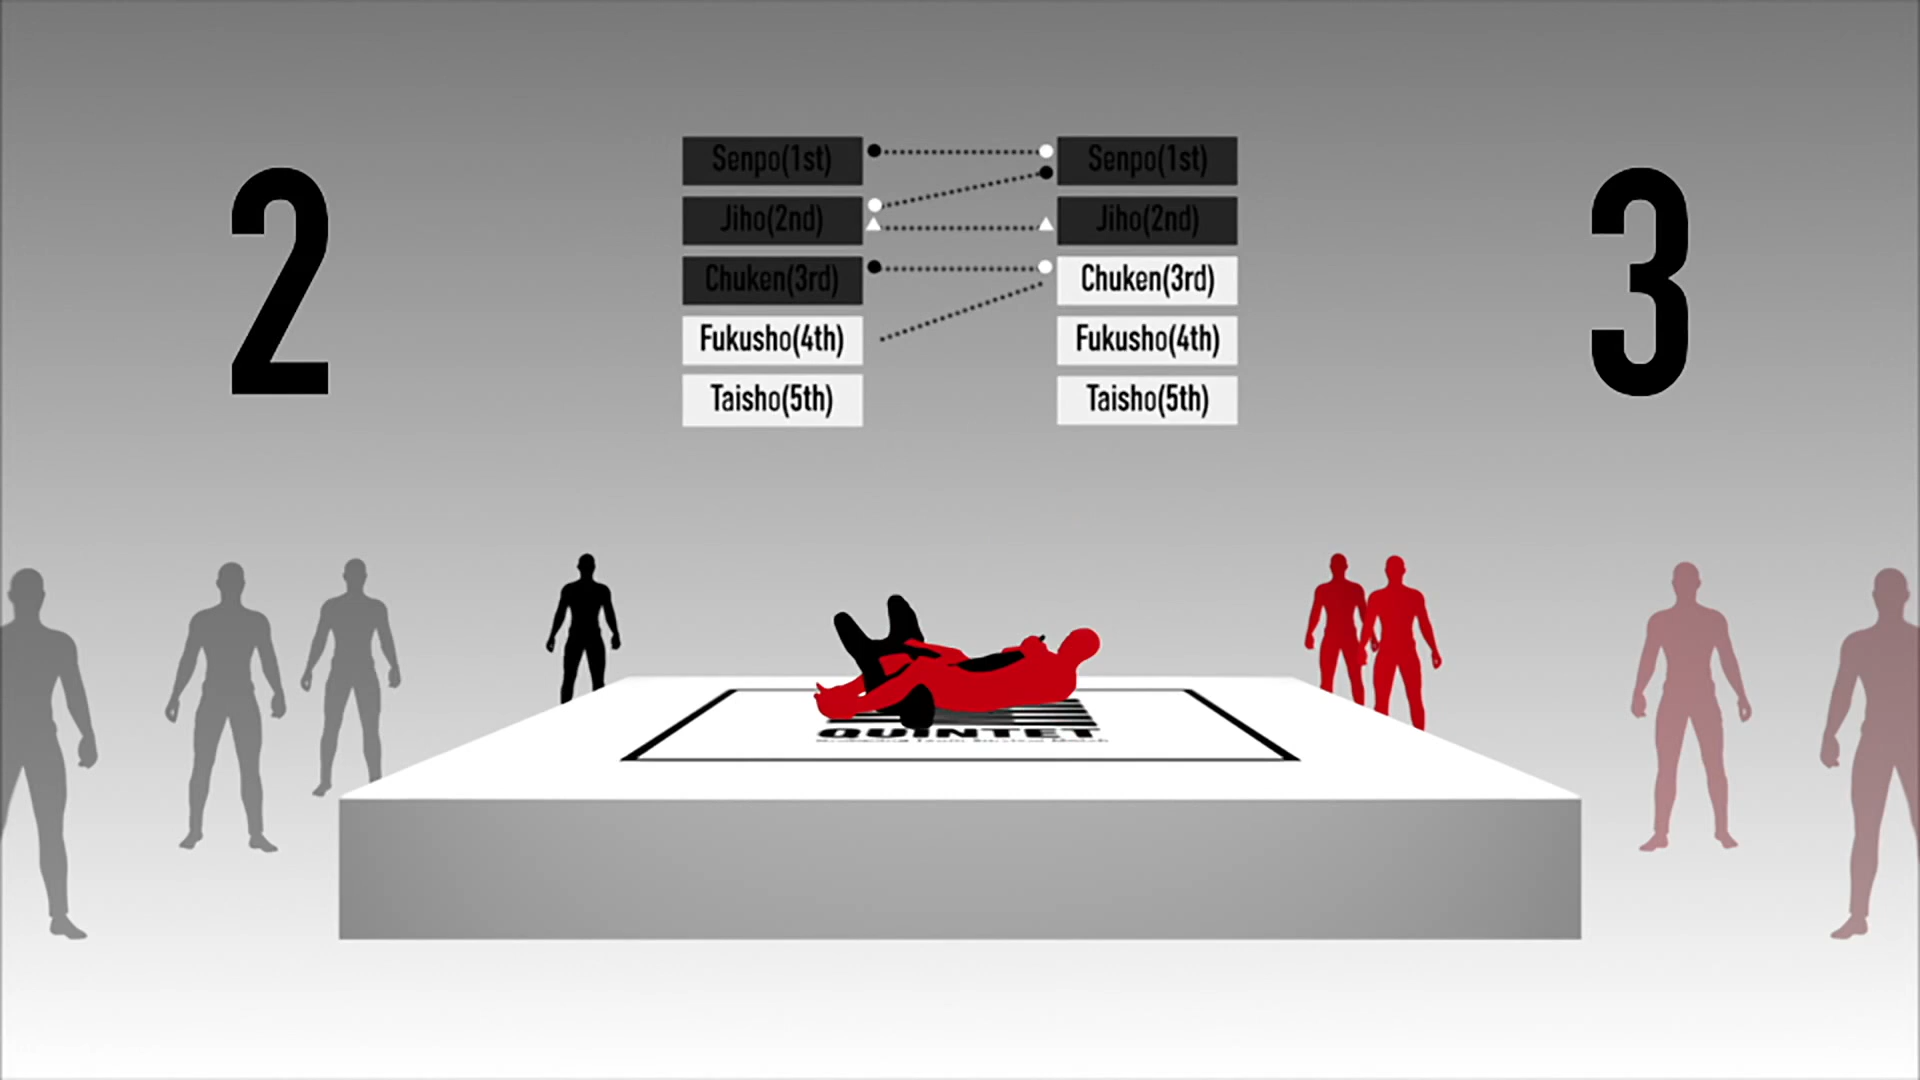 2
3
Senpo(1st)
Jiho(2nd)
Chuken(3rd)
Fukusho(4th)
Taisho(5th)
Senpo(1st)
Jiho(2nd)
Chuken(3rd)
Fukusho(4th)
Taisho(5th)
QUINTET